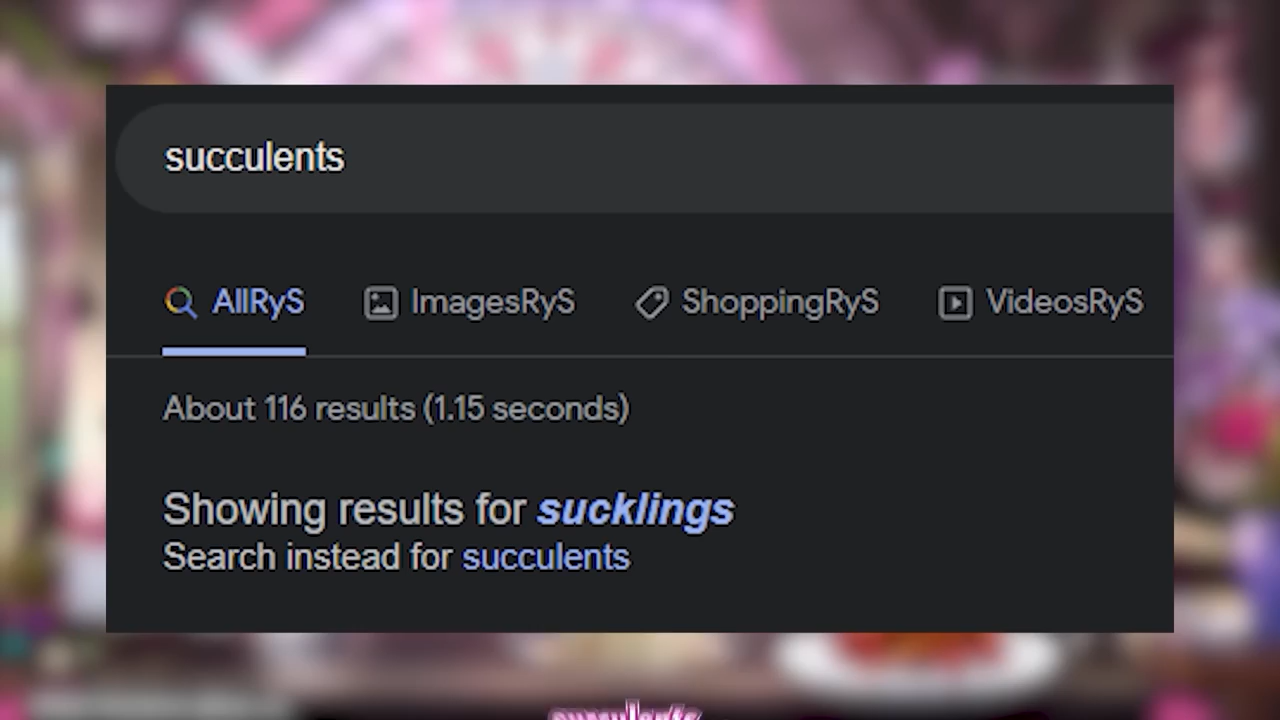 succulents
AllRyS ImagesRyS ShoppingRyS VideosRyS
About 116 results (1.15 seconds)
Showing results for sucklings
Search instead for succulents
succulents